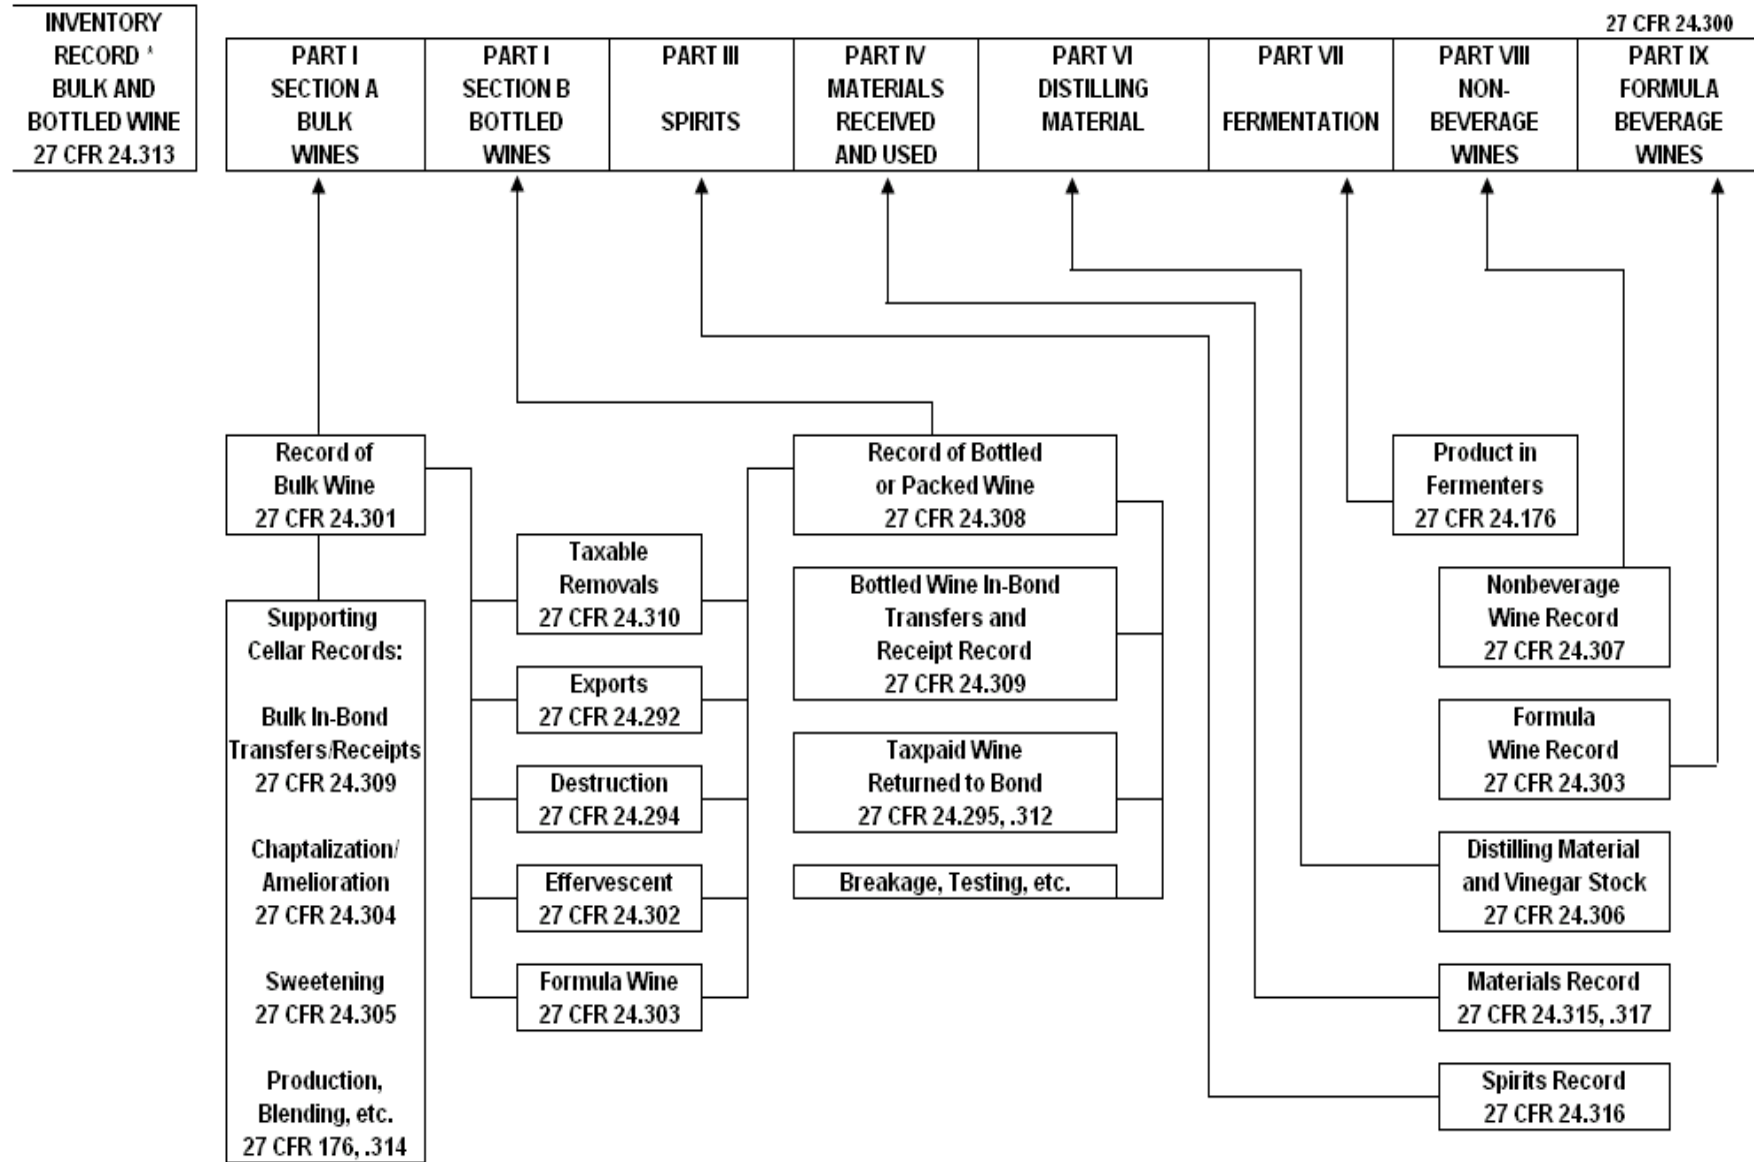 INVENTORY
RECORD *
BULK AND
BOTTLED WINE
27 CFR 24.313
27 CFR 24.300
PART I
SECTION A
BULK
WINES
PART I
SECTION B
BOTTLED
WINES
PART III
SPIRITS
PART IV
MATERIALS
RECEIVED
AND USED
PART VI
DISTILLING
MATERIAL
PART VII
FERMENTATION
PART VIII
NON-
BEVERAGE
WINES
PART IX
FORMULA
BEVERAGE
WINES
Record of
Bulk Wine
27 CFR 24.301
Supporting
Cellar Records:
Bulk In-Bond
Transfers/Receipts
27 CFR 24.309
Chaptalization/
Amelioration
27 CFR 24.304
Sweetening
27 CFR 24.305
Production,
Blending, etc.
27 CFR 176, .314
Taxable
Removals
27 CFR 24.310
Exports
27 CFR 24.292
Destruction
27 CFR 24.294
Effervescent
27 CFR 24.302
Formula Wine
27 CFR 24.303
Record of Bottled
or Packed Wine
27 CFR 24.308
Bottled Wine In-Bond
Transfers and
Receipt Record
27 CFR 24.309
Taxpaid Wine
Returned to Bond
27 CFR 24.295, .312
Breakage, Testing, etc.
Product in
Fermenters
27 CFR 24.176
Nonbeverage
Wine Record
27 CFR 24.307
Formula
Wine Record
27 CFR 24.303
Distilling Material
and Vinegar Stock
27 CFR 24.306
Materials Record
27 CFR 24.315, .317
Spirits Record
27 CFR 24.316